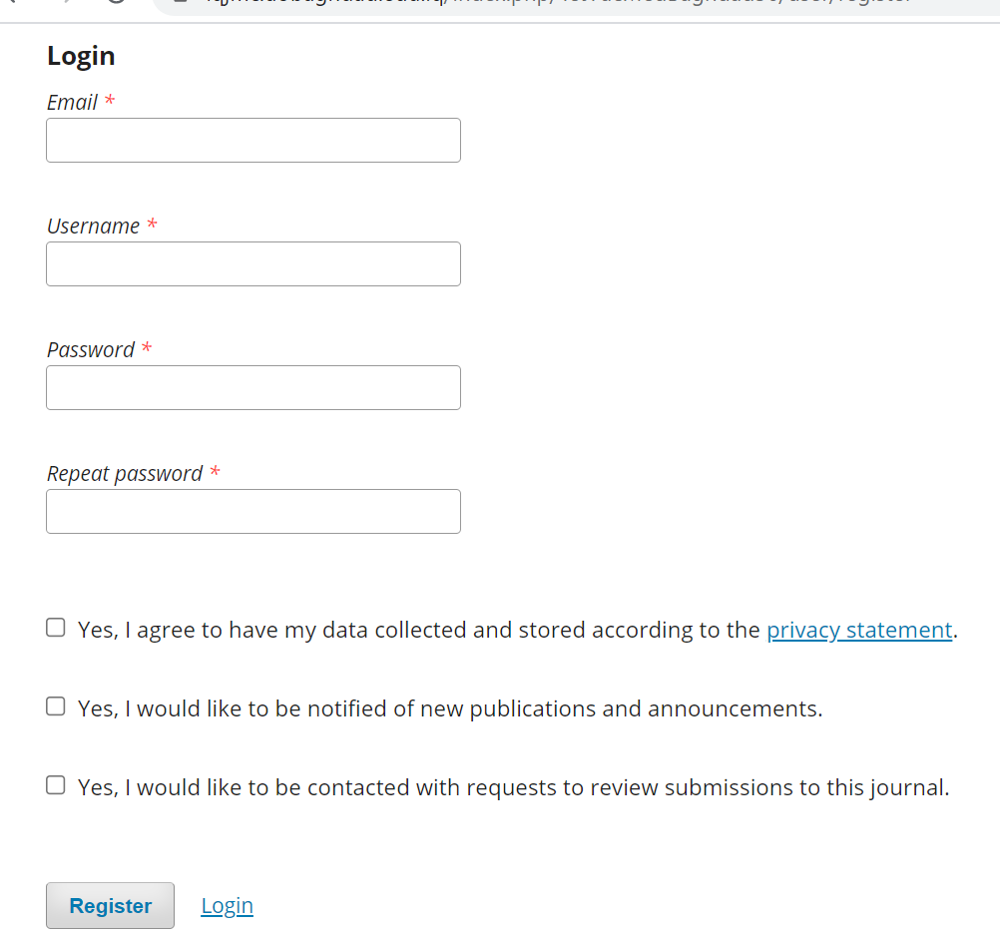 Login
Email *
Username *
Password *
Repeat password *
Yes, I agree to have my data collected and stored according to the privacy statement.
Yes, I would like to be notified of new publications and announcements.
Yes, I would like to be contacted with requests to review submissions to this journal.
Register Login